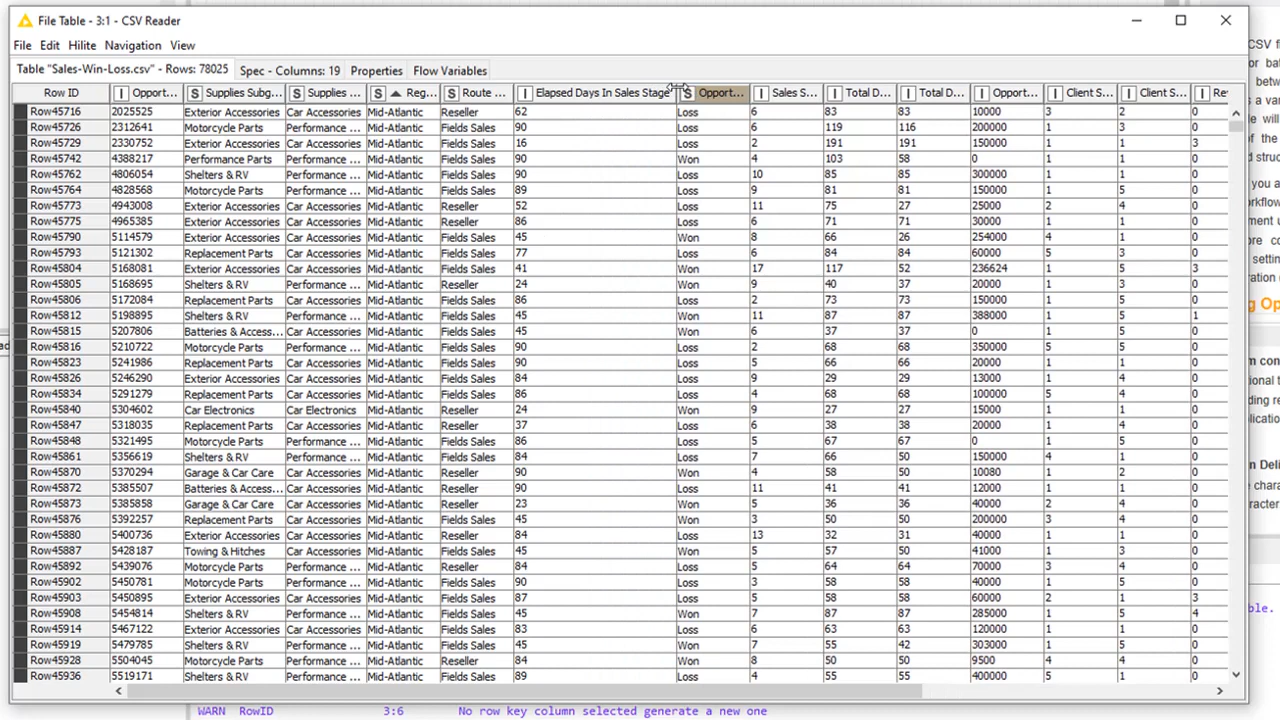 File Table - 3:1 - CSV Reader
File Edit Hilite Navigation View
Table "Sales-Win-Loss.csv" - Rows: 78025 Spec - Columns: 19 Properties Flow Variables
Row ID I Opport... S Supplies Subg... S Supplies ... S Reg... S Route ... I Elapsed Days In Sales Stage S Opport... I Sales S... I Total D... I Total D... I Opport... I Client S... I Client S... I Rev
Row45716 2025525 Exterior Accessories Car Accessories Mid-Atlantic Reseller 62 Loss 6 83 83 10000 3 2 0
Row45726 2312641 Motorcycle Parts Performance ... Mid-Atlantic Fields Sales 90 Loss 6 119 116 200000 1 3 0
Row45729 2330752 Exterior Accessories Car Accessories Mid-Atlantic Fields Sales 16 Loss 2 191 191 150000 1 1 3
Row45742 4388217 Performance Parts Performance ... Mid-Atlantic Fields Sales 90 Won 4 103 58 0 1 1 0
Row45762 4806054 Shelters & RV Performance ... Mid-Atlantic Fields Sales 90 Loss 10 85 85 300000 1 5 0
Row45764 4828568 Motorcycle Parts Performance ... Mid-Atlantic Fields Sales 89 Loss 9 81 81 150000 1 5 0
Row45773 4943008 Exterior Accessories Car Accessories Mid-Atlantic Reseller 52 Loss 11 75 27 25000 2 4 0
Row45775 4965385 Exterior Accessories Car Accessories Mid-Atlantic Reseller 86 Loss 6 71 71 30000 1 1 0
Row45790 5114579 Exterior Accessories Car Accessories Mid-Atlantic Fields Sales 45 Won 8 66 26 254000 4 1 0
Row45793 5121302 Replacement Parts Car Accessories Mid-Atlantic Fields Sales 77 Loss 6 84 84 60000 5 3 0
Row45804 5168081 Exterior Accessories Car Accessories Mid-Atlantic Fields Sales 41 Won 17 117 52 236624 1 5 3
Row45805 5168695 Shelters & RV Performance ... Mid-Atlantic Reseller 24 Won 9 40 37 20000 1 3 0
Row45806 5172084 Replacement Parts Car Accessories Mid-Atlantic Fields Sales 86 Loss 2 73 73 150000 1 5 0
Row45812 5198895 Shelters & RV Performance ... Mid-Atlantic Fields Sales 45 Won 11 87 87 388000 1 5 1
Row45815 5207806 Batteries & Access... Car Accessories Mid-Atlantic Fields Sales 45 Won 6 37 37 0 1 5 0
Row45816 5210722 Motorcycle Parts Performance ... Mid-Atlantic Fields Sales 90 Loss 2 68 68 350000 5 5 0
Row45823 5241986 Replacement Parts Car Accessories Mid-Atlantic Fields Sales 90 Loss 5 66 66 20000 1 1 0
Row45826 5246290 Exterior Accessories Car Accessories Mid-Atlantic Fields Sales 84 Loss 9 29 29 13000 1 4 0
Row45834 5291279 Replacement Parts Car Accessories Mid-Atlantic Fields Sales 86 Loss 4 68 68 100000 5 4 0
Row45840 5304602 Car Electronics Car Electronics Mid-Atlantic Reseller 24 Won 9 27 27 15000 1 4 0
Row45847 5318035 Replacement Parts Car Accessories Mid-Atlantic Reseller 37 Loss 6 38 38 20000 1 4 0
Row45848 5321495 Motorcycle Parts Performance ... Mid-Atlantic Fields Sales 86 Loss 5 67 67 0 1 5 0
Row45861 5356619 Shelters & RV Performance ... Mid-Atlantic Fields Sales 84 Loss 7 66 50 150000 4 1 0
Row45870 5370294 Garage & Car Care Car Accessories Mid-Atlantic Reseller 90 Won 4 58 50 10080 1 2 0
Row45872 5385507 Batteries & Access... Car Accessories Mid-Atlantic Reseller 90 Loss 11 41 41 12000 1 1 0
Row45873 5385858 Garage & Car Care Car Accessories Mid-Atlantic Reseller 23 Won 5 36 36 40000 2 4 0
Row45876 5392257 Replacement Parts Car Accessories Mid-Atlantic Fields Sales 45 Won 3 50 50 200000 3 4 0
Row45880 5400736 Exterior Accessories Car Accessories Mid-Atlantic Reseller 84 Loss 13 32 31 40000 1 1 0
Row45887 5428187 Towing & Hitches Car Accessories Mid-Atlantic Fields Sales 45 Won 5 57 50 41000 1 3 0
Row45892 5439076 Motorcycle Parts Performance ... Mid-Atlantic Reseller 84 Loss 5 64 64 70000 3 4 0
Row45902 5450781 Motorcycle Parts Performance ... Mid-Atlantic Fields Sales 90 Loss 3 58 58 40000 1 5 0
Row45903 5450895 Exterior Accessories Car Accessories Mid-Atlantic Fields Sales 87 Loss 5 58 58 60000 2 1 3
Row45908 5454814 Shelters & RV Performance ... Mid-Atlantic Fields Sales 45 Won 7 87 87 285000 1 5 4
Row45914 5467122 Exterior Accessories Car Accessories Mid-Atlantic Fields Sales 83 Loss 6 63 63 120000 1 1 0
Row45919 5479785 Shelters & RV Performance ... Mid-Atlantic Fields Sales 45 Won 7 55 42 303000 1 5 0
Row45928 5504045 Motorcycle Parts Performance ... Mid-Atlantic Reseller 84 Won 8 50 50 9500 4 4 0
Row45936 5519171 Shelters & RV Performance ... Mid-Atlantic Fields Sales 89 Loss 4 55 55 400000 5 1 0
WARN RowID 3:6 No row key column selected generate a new one